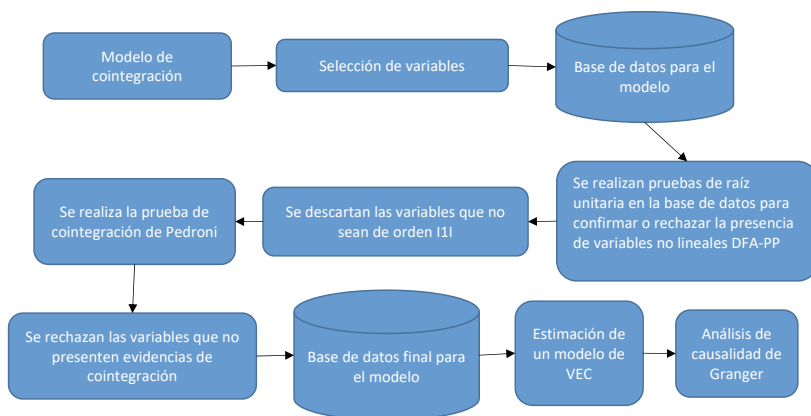 Modelo de
cointegración
Selección de variables
Base de datos para el
modelo
Se realizan pruebas de raíz
unitaria en la base de datos para
confirmar o rechazar la presencia
de variables no lineales DFA-PP
Se descartan las variables que no
sean de orden I1I
Se realiza la prueba de
cointegración de Pedroni
Se rechazan las variables que no
presenten evidencias de
cointegración
Base de datos final para
el modelo
Estimación de
un modelo de
VEC
Análisis de
causalidad de
Granger